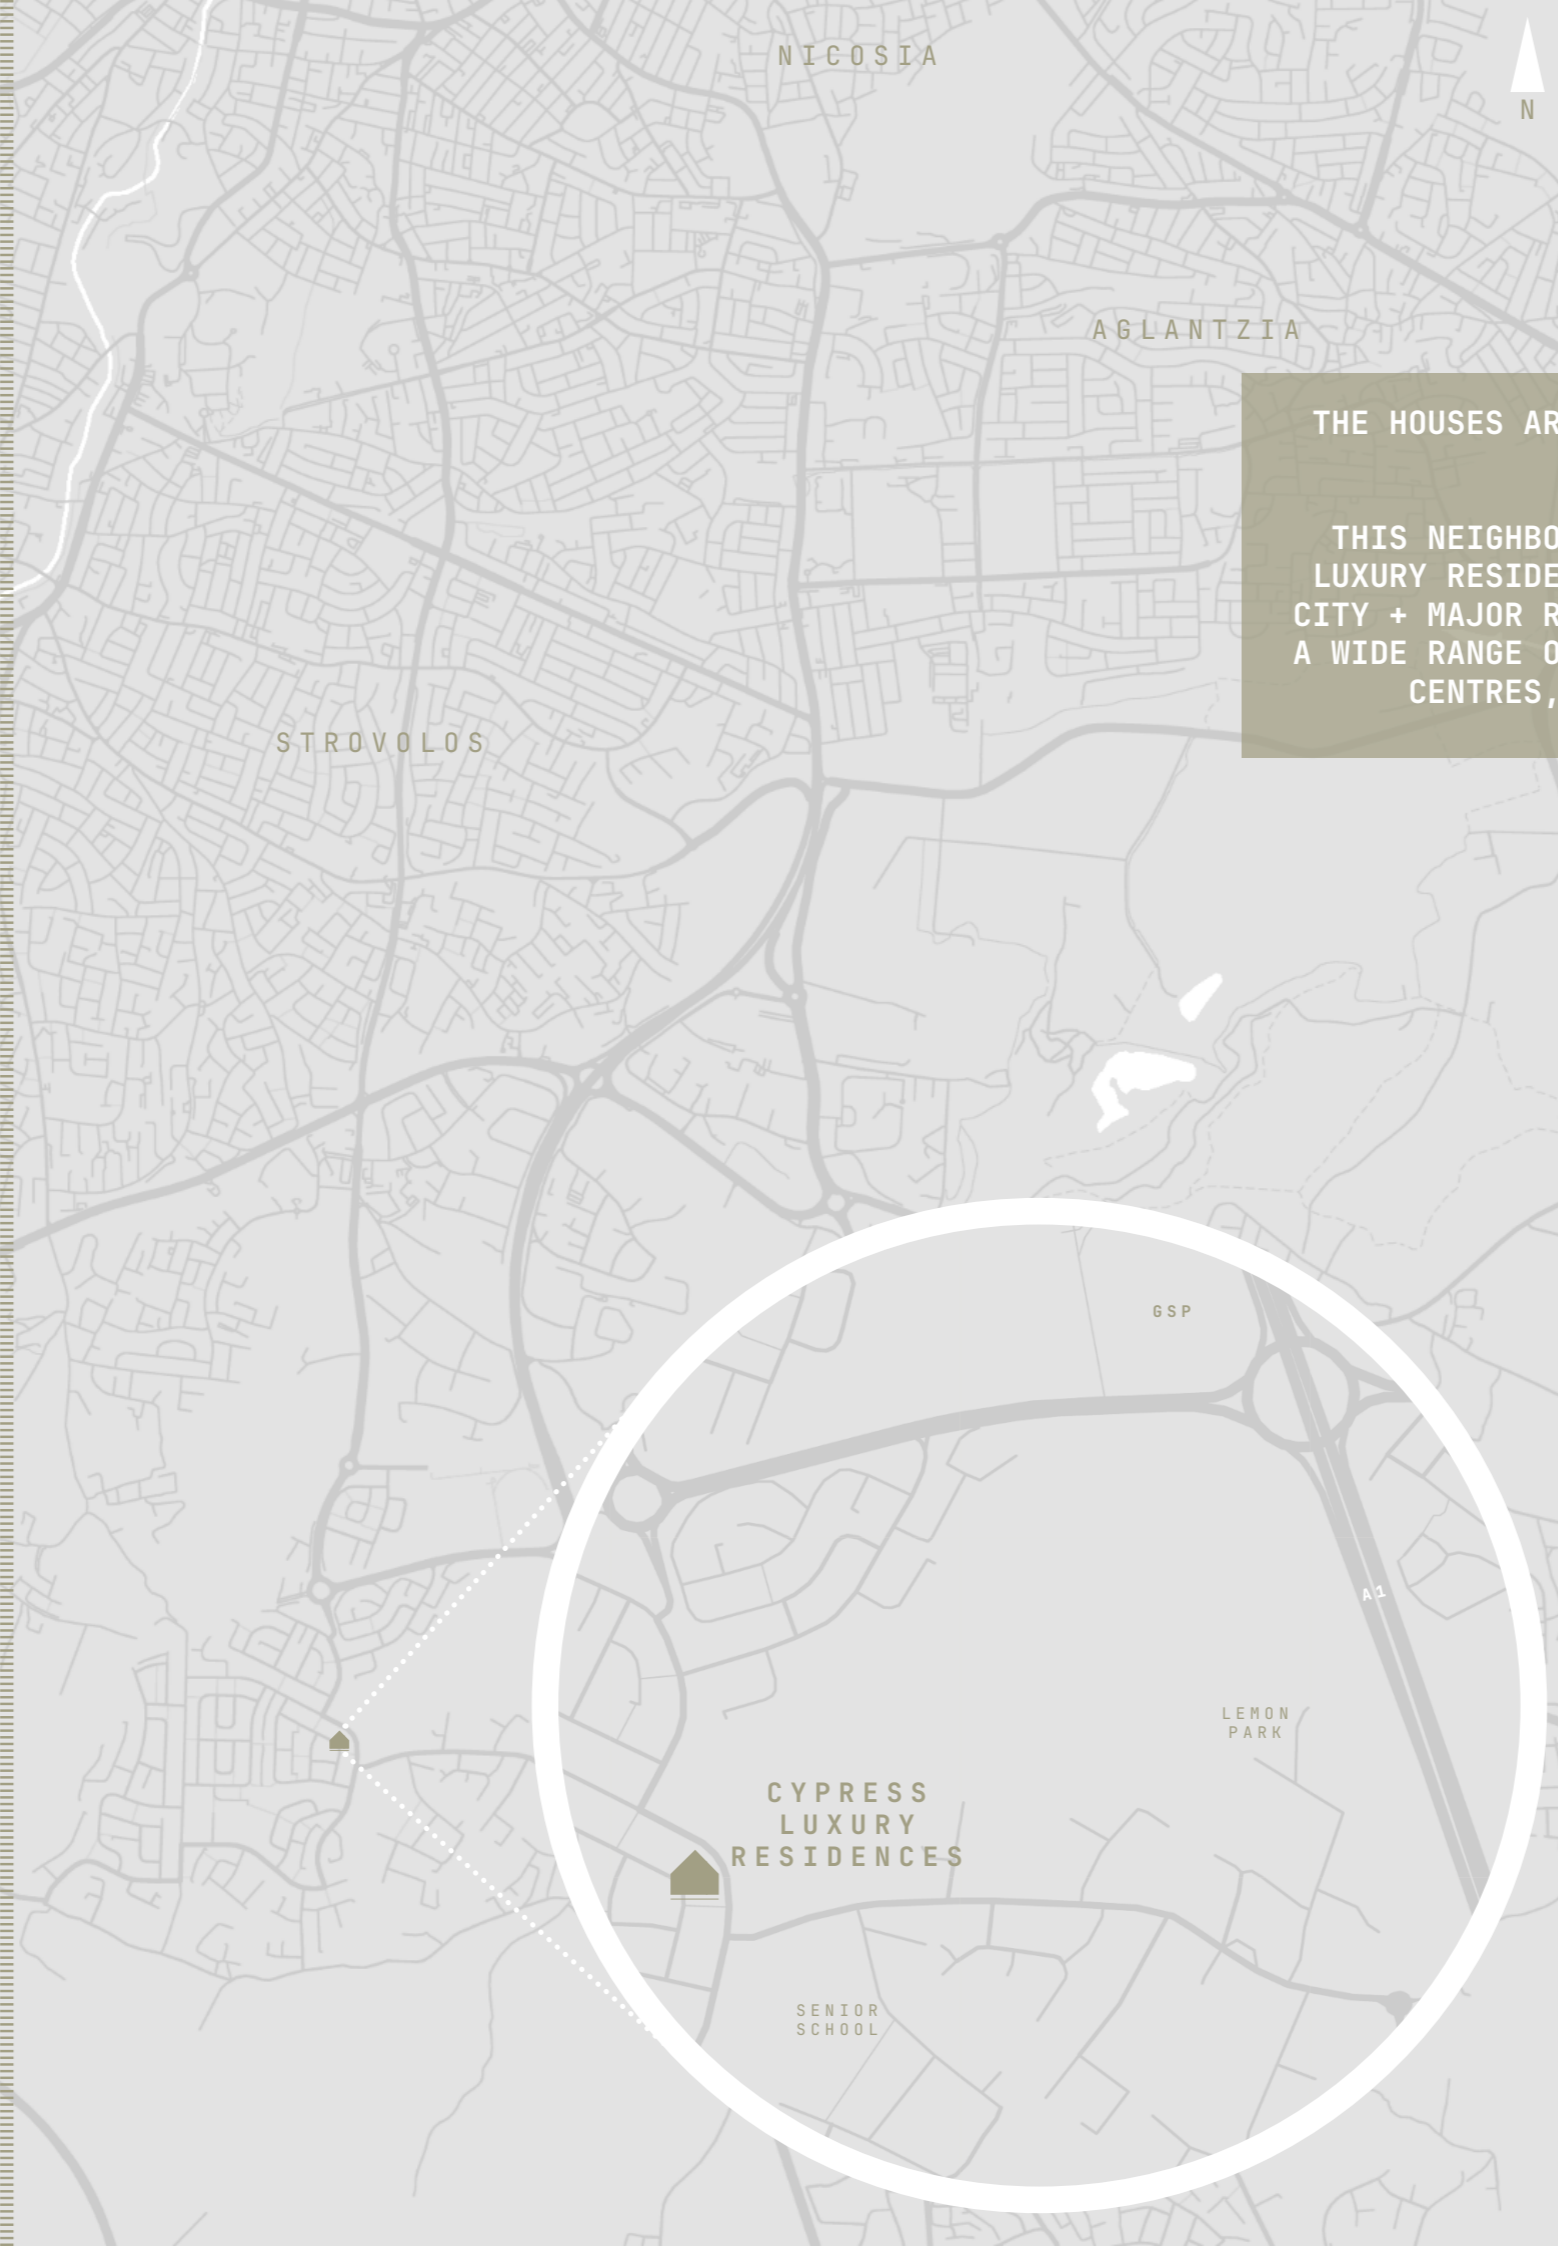 NICOSIA
N
AGLANTZIA
THE HOUSES AR
THIS NEIGHBO
LUXURY RESIDE
CITY + MAJOR R
A WIDE RANGE O
CENTRES,
STROVOLOS
GSP
A1
LEMON
PARK
CYPRESS
LUXURY
RESIDENCES
SENIOR
SCHOOL